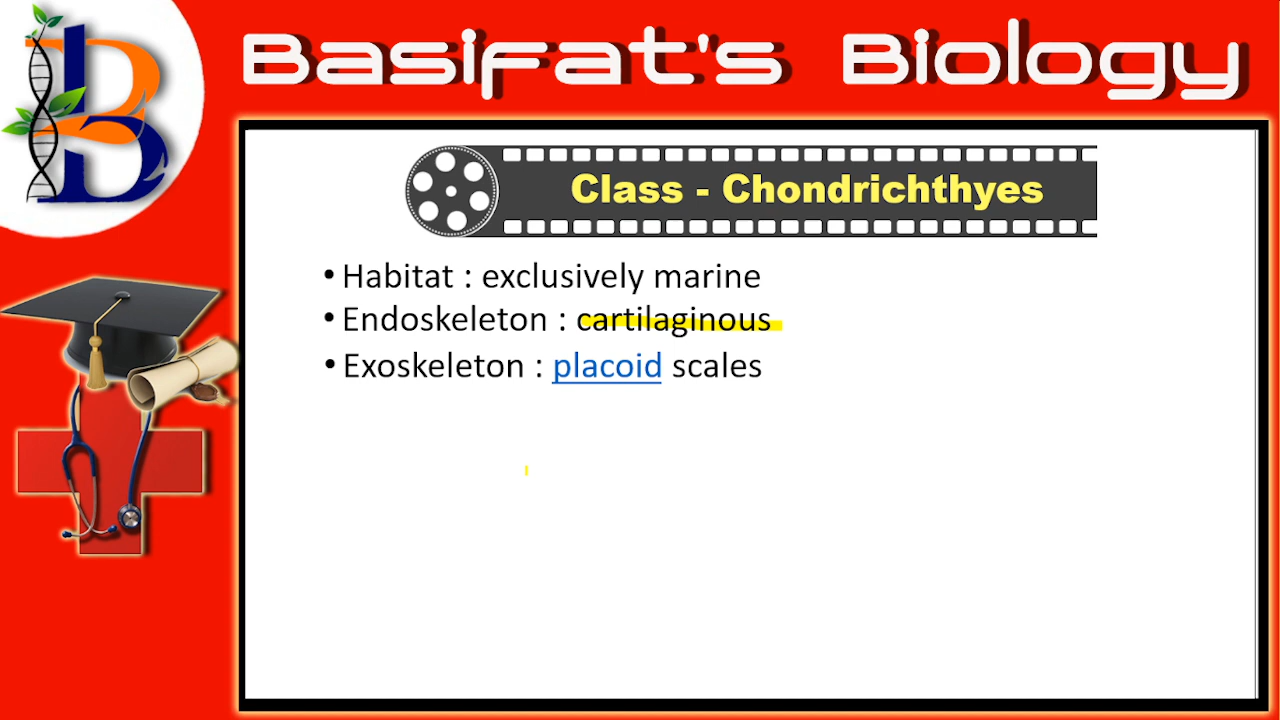 Basifat's Biology
Class - Chondrichthyes
• Habitat : exclusively marine
• Endoskeleton : cartilaginous
• Exoskeleton : placoid scales